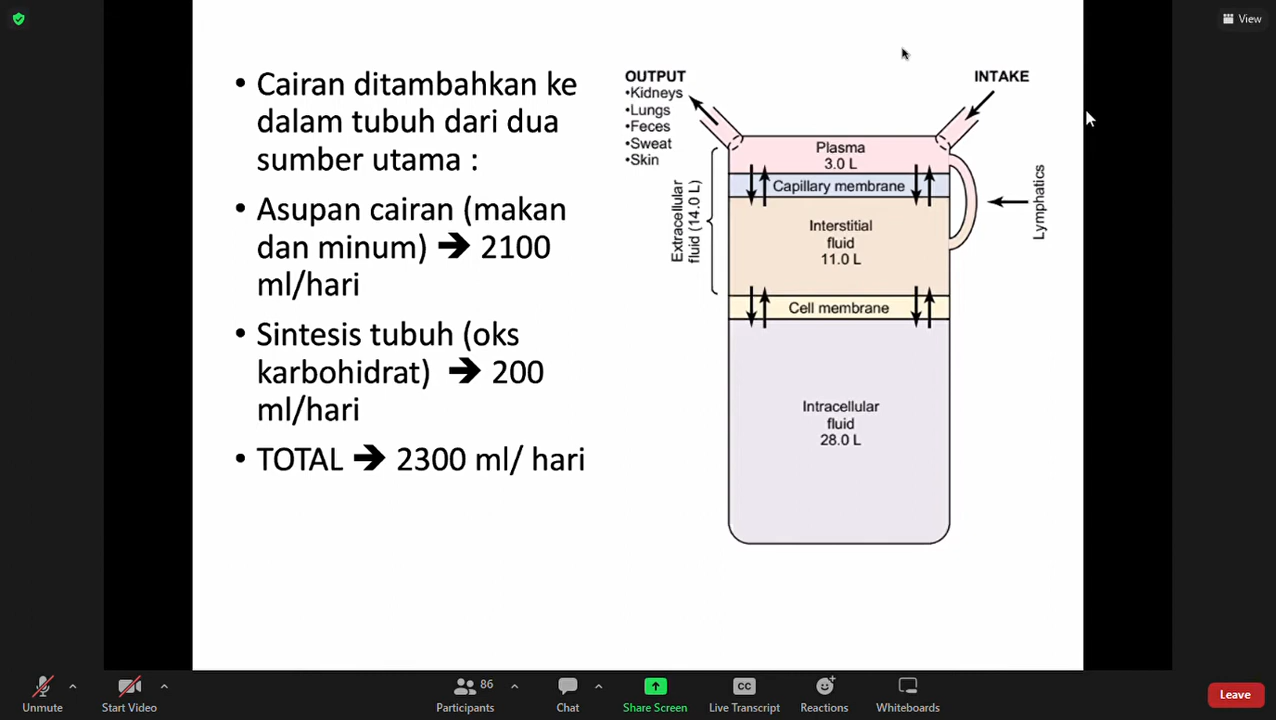 View
• Cairan ditambahkan ke
dalam tubuh dari dua
sumber utama :
• Asupan cairan (makan
dan minum) ➔ 2100
ml/hari
• Sintesis tubuh (oks
karbohidrat) ➔ 200
ml/hari
• TOTAL ➔ 2300 ml/ hari
OUTPUT
•Kidneys
•Lungs
•Feces
•Sweat
•Skin
INTAKE
Plasma
3.0 L
Capillary membrane
Extracellular
fluid (14.0 L)
Lymphatics
Interstitial
fluid
11.0 L
Cell membrane
Intracellular
fluid
28.0 L
Unmute
Start Video
86
Participants
Chat
Share Screen
CC
Live Transcript
Reactions
Whiteboards
Leave